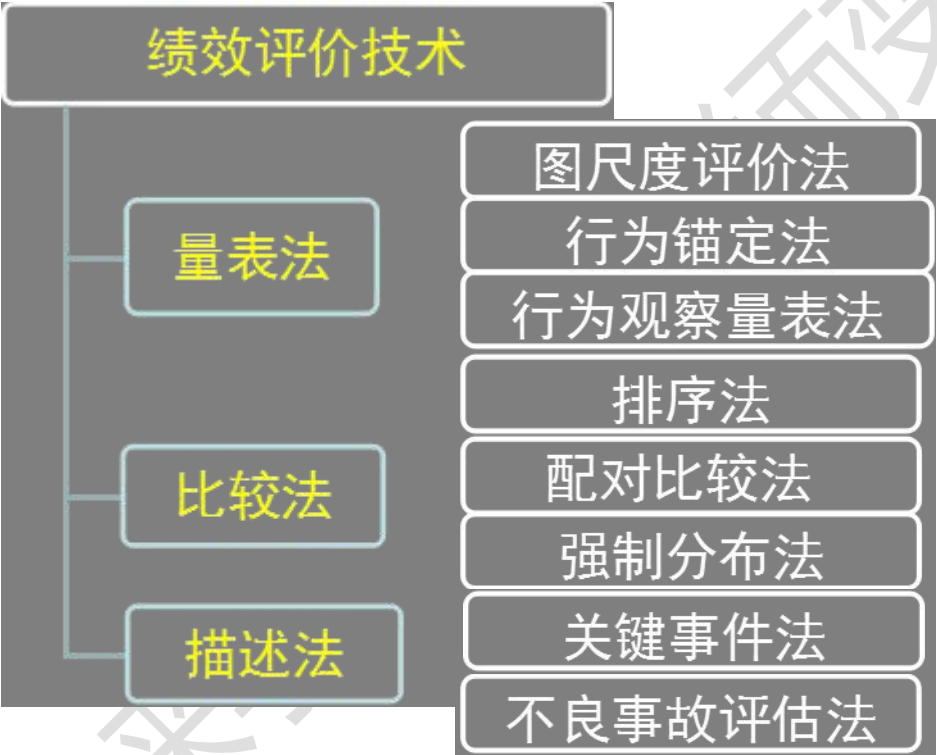 绩效评价技术
量表法
图尺度评价法
行为锚定法
行为观察量表法
比较法
排序法
配对比较法
强制分布法
描述法
关键事件法
不良事故评估法